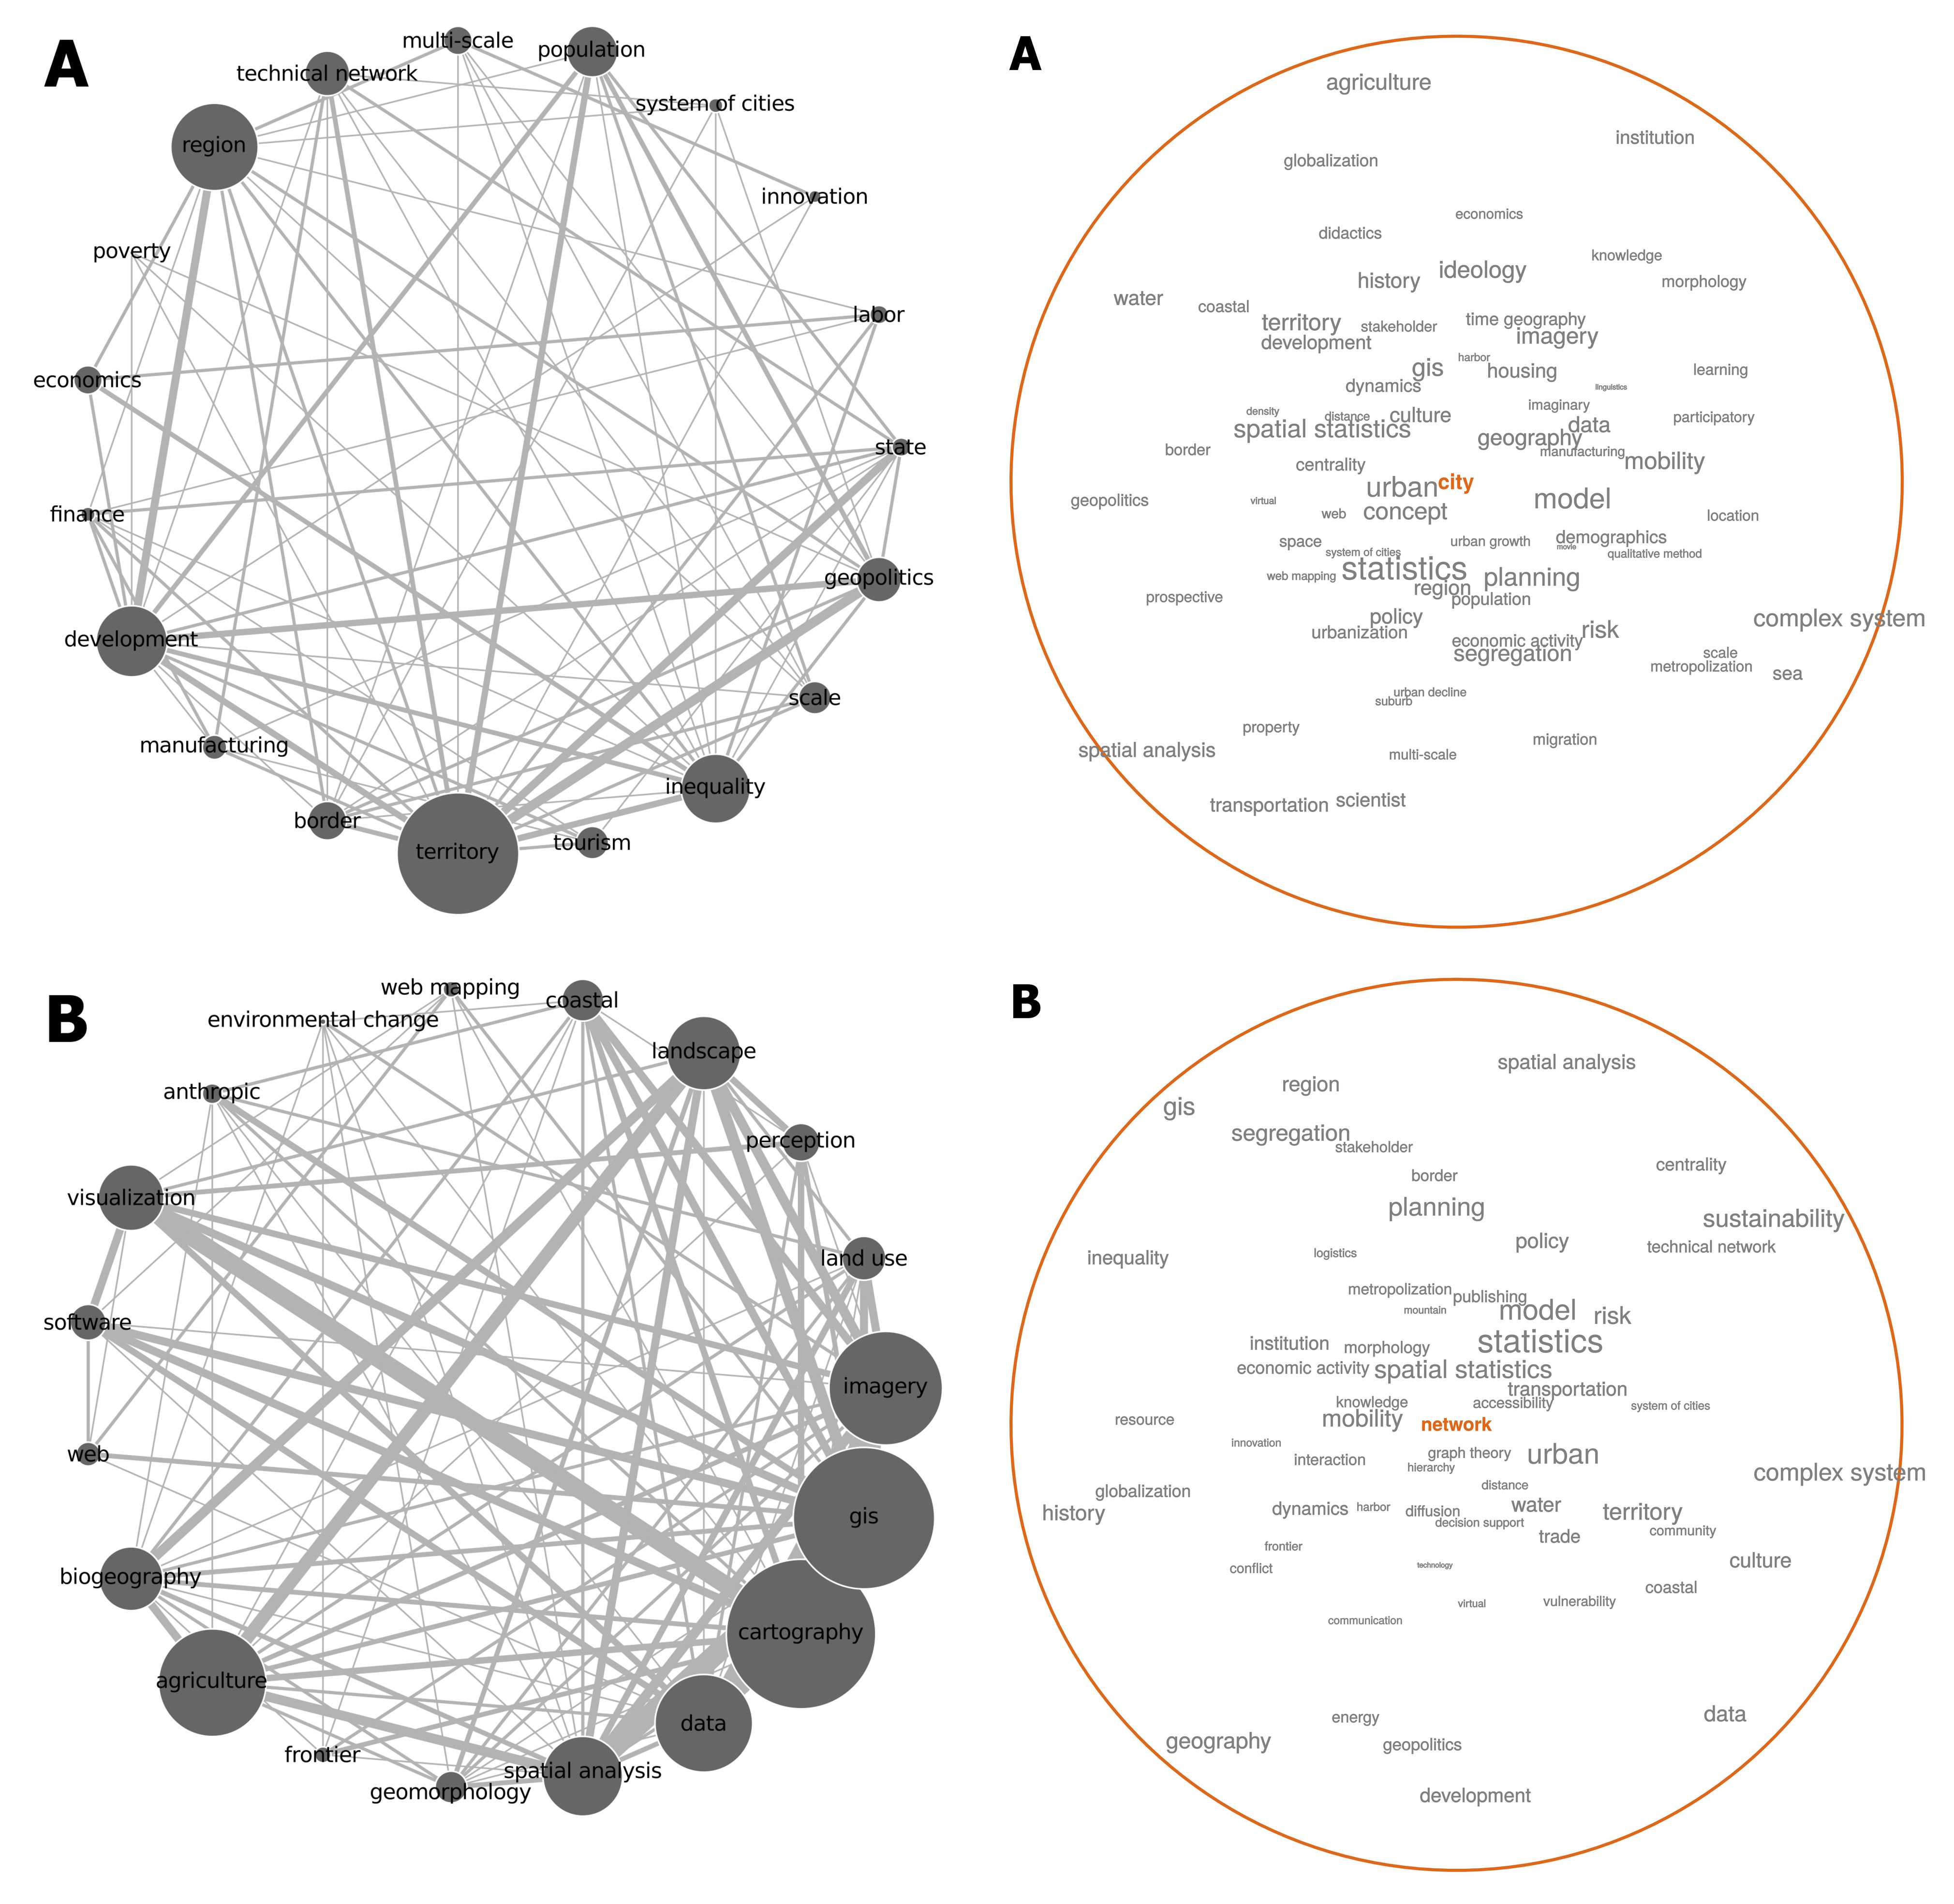 A
multi-scale
population
technical network
system of cities
region
innovation
poverty
labor
economics
state
finance
geopolitics
development
scale
manufacturing
inequality
border
territory
tourism
A
agriculture
institution
globalization
economics
didactics
knowledge
ideology
history
morphology
water
coastal
territory
stakeholder
time geography
imagery
development
harbor
gis
housing
learning
dynamics
linguistics
imaginary
density
distance
culture
participatory
data
spatial statistics
geography
border
manufacturing
mobility
centrality
city
urban
geopolitics
virtual
model
web
concept
location
space
urban growth
demographics
movie
system of cities
qualitative method
statistics
web mapping
planning
region
prospective
population
policy
complex system
urbanization
risk
economic activity
segregation
scale
metropolization
sea
urban decline
suburb
property
migration
spatial analysis
multi-scale
transportation
scientist
B
web mapping
coastal
environmental change
landscape
anthropic
perception
visualization
land use
software
imagery
web
gis
biogeography
cartography
agriculture
data
frontier
spatial analysis
geomorphology
B
spatial analysis
region
gis
segregation
stakeholder
centrality
border
planning
sustainability
policy
technical network
inequality
logistics
metropolization
publishing
mountain
model
risk
statistics
institution
morphology
economic activity
spatial statistics
transportation
knowledge
accessibility
system of cities
resource
mobility
network
innovation
graph theory
urban
interaction
hierarchy
complex system
distance
globalization
history
dynamics
harbor
diffusion
water
territory
decision support
community
trade
frontier
conflict
technology
culture
coastal
virtual
vulnerability
communication
energy
data
geography
geopolitics
development